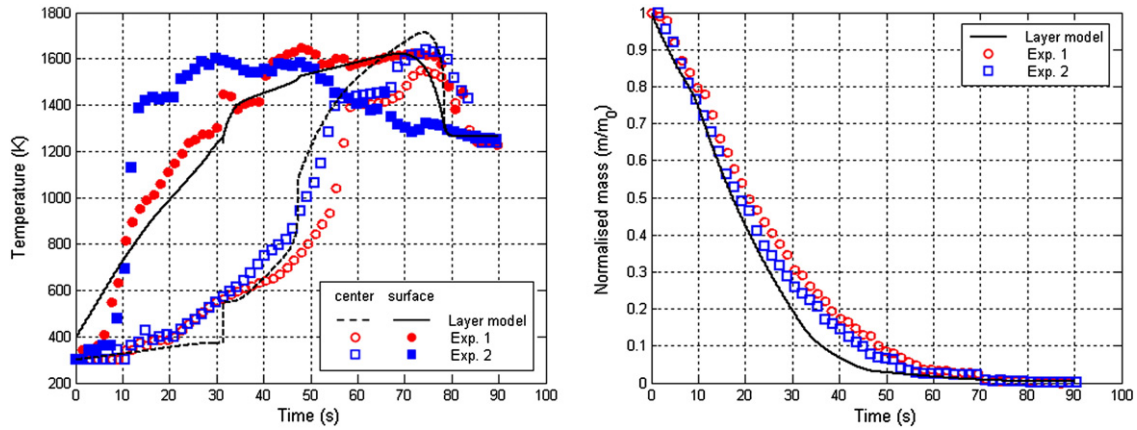 1800
1600
1400
1200
1000
800
600
400
200
0 10 20 30 40 50 60 70 80 90 100
Temperature (K)
Time (s)
center surface
Layer model
Exp. 1
Exp. 2
1
0.9
0.8
0.7
0.6
0.5
0.4
0.3
0.2
0.1
0
0 10 20 30 40 50 60 70 80 90 100
Normalised mass (m/m0)
Time (s)
Layer model
Exp. 1
Exp. 2